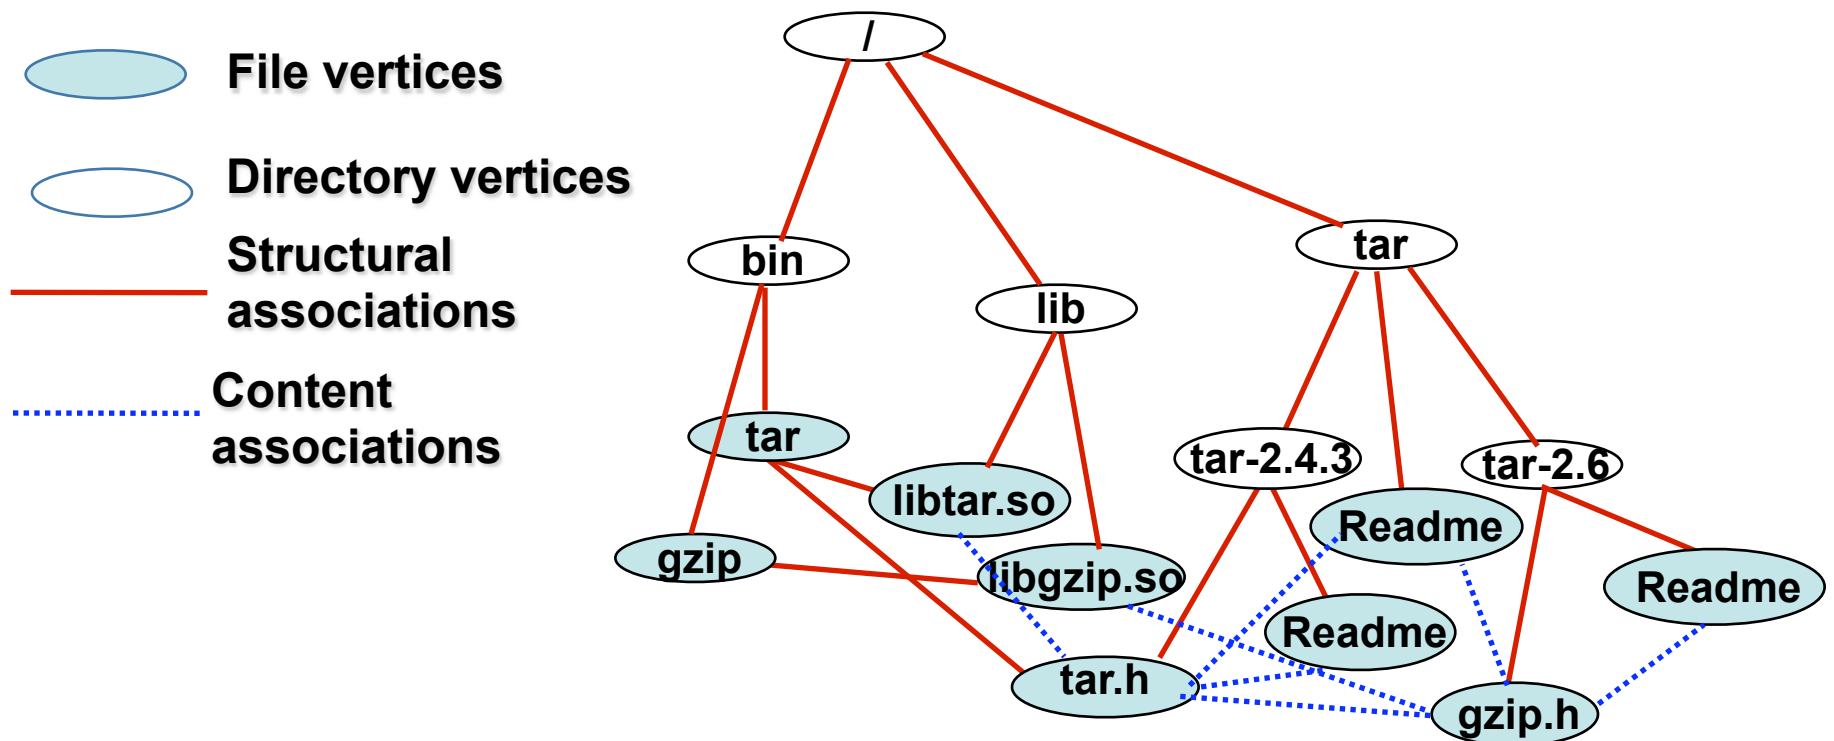 File vertices
Directory vertices
Structural
associations
Content
associations
/
bin
lib
tar
tar
libtar.so
gzip
libgzip.so
tar-2.4.3
tar-2.6
Readme
Readme
Readme
tar.h
gzip.h